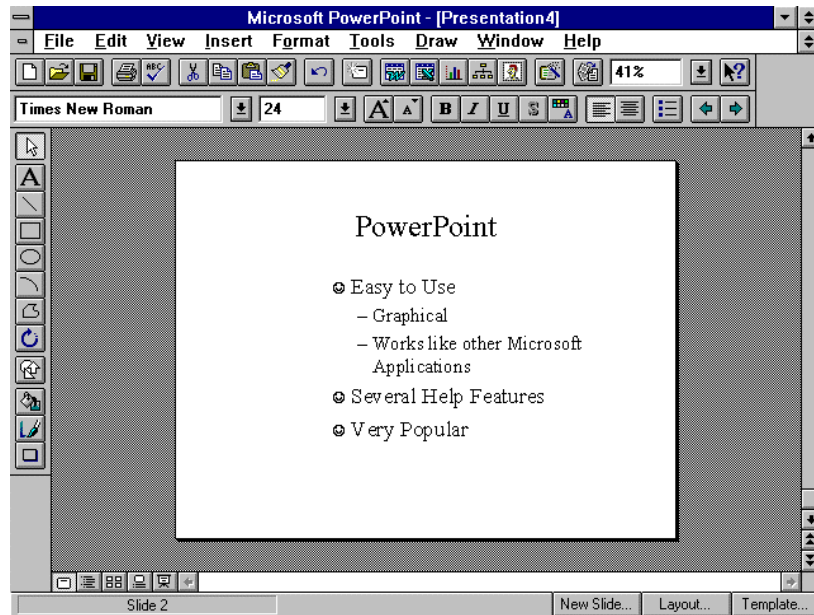 Microsoft PowerPoint - [Presentation4]
File Edit View Insert Format Tools Draw Window Help
ABC 41% ?
Times New Roman 24 A A B I U S A
A
PowerPoint
Easy to Use
– Graphical
– Works like other Microsoft
Applications
Several Help Features
Very Popular
Slide 2 New Slide... Layout... Template...